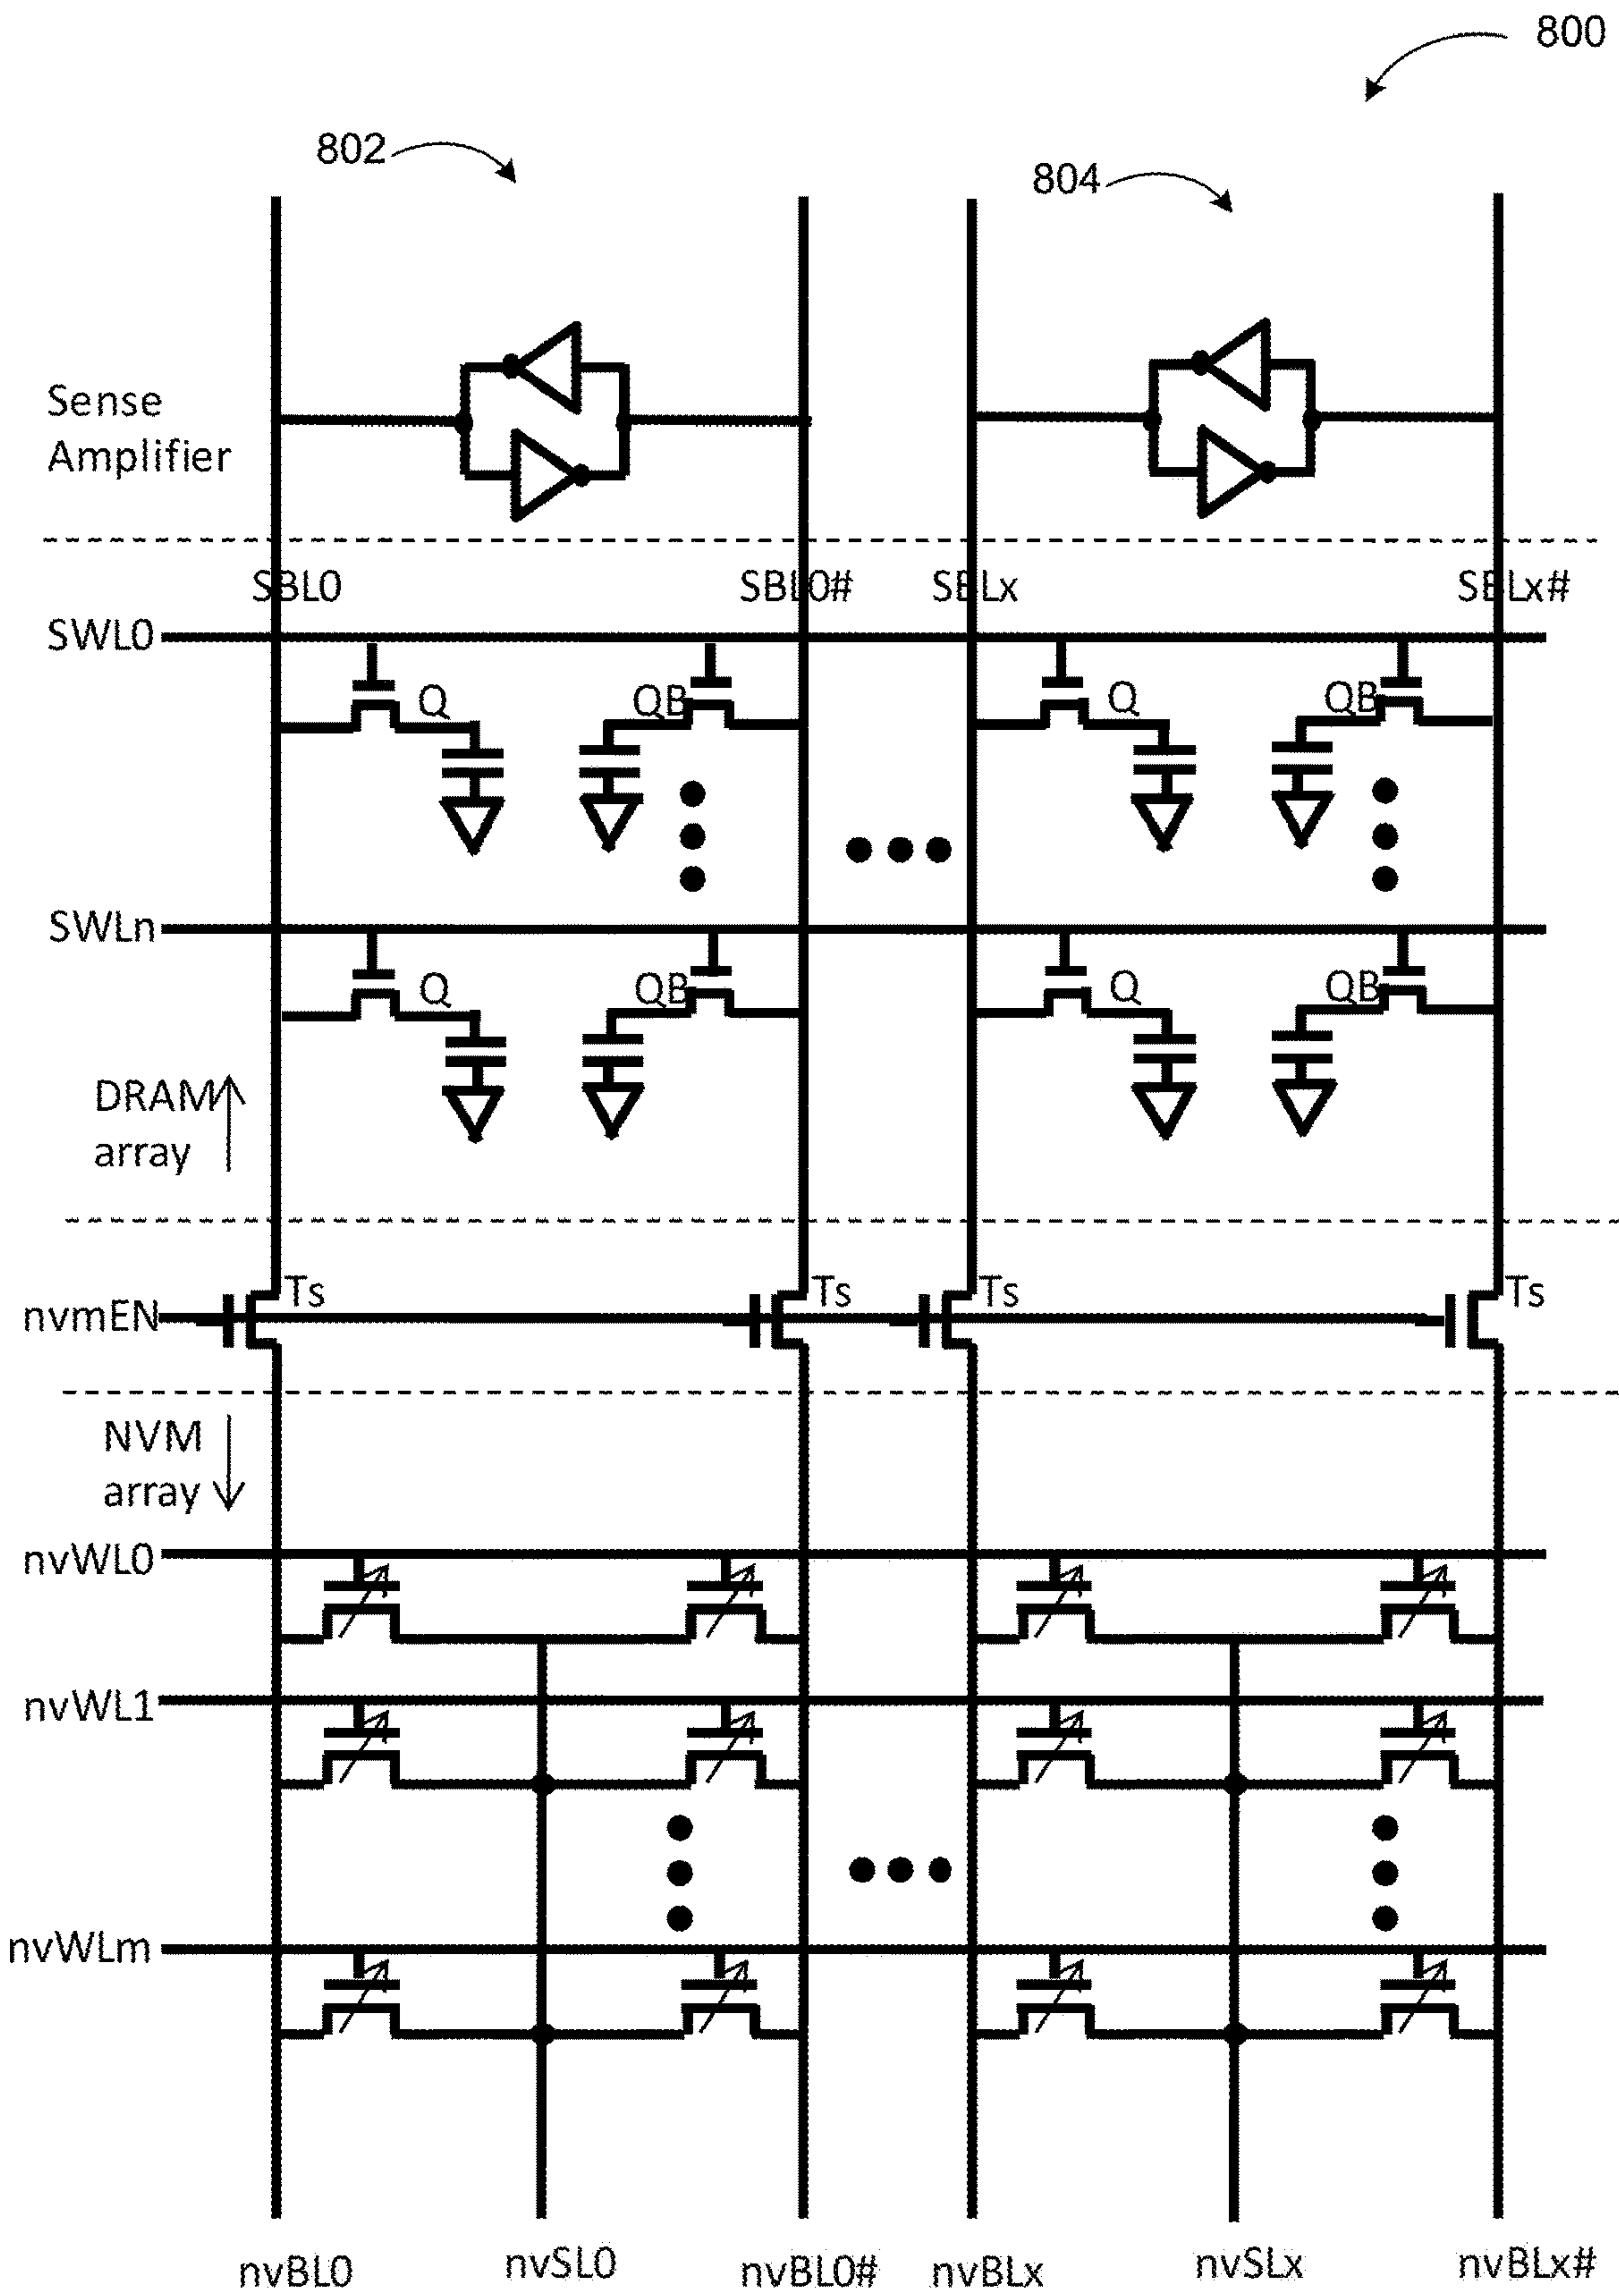 800
802
804
Sense
Amplifier
SBL0 SBL0# SBLx SBLx#
SWL0
Q QB Q QB
SWLn
Q QB Q QB
DRAM
array
Ts Ts Ts Ts
nvmEN
NVM
array
nvWL0
nvWL1
nvWLm
nvBL0 nvSL0 nvBL0# nvBLx nvSLx nvBLx#